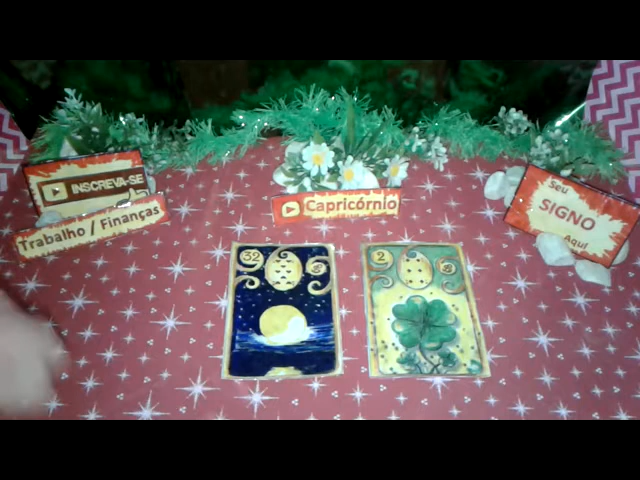 INSCREVA-SE
Trabalho / Finanças
Capricórnio
Seu
SIGNO
Aqui
32
2